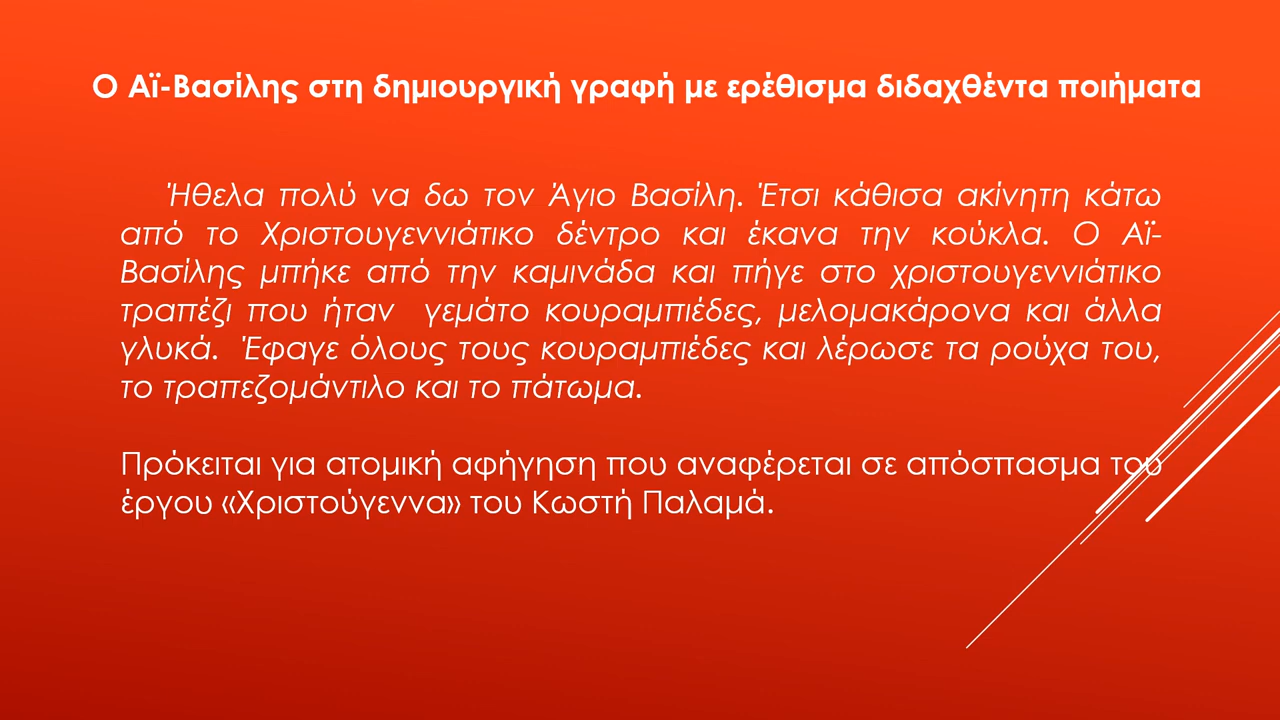 Ο Αϊ-Βασίλης στη δημιουργική γραφή με ερέθισμα διδαχθέντα ποιήματα
Ήθελα πολύ να δω τον Άγιο Βασίλη. Έτσι κάθισα ακίνητη κάτω
από το Χριστουγεννιάτικο δέντρο και έκανα την κούκλα. Ο Αϊ-
Βασίλης μπήκε από την καμινάδα και πήγε στο χριστουγεννιάτικο
τραπέζι που ήταν γεμάτο κουραμπιέδες, μελομακάρονα και άλλα
γλυκά. Έφαγε όλους τους κουραμπιέδες και λέρωσε τα ρούχα του,
το τραπεζομάντιλο και το πάτωμα.
Πρόκειται για ατομική αφήγηση που αναφέρεται σε απόσπασμα του
έργου «Χριστούγεννα» του Κωστή Παλαμά.